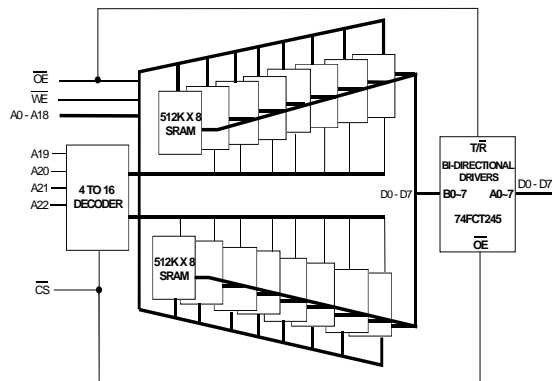 OE
WE
A0 - A18
512K X 8
SRAM
A19
A20
A21
A22
4 TO 16
DECODER
T/R
BI-DIRECTIONAL
DRIVERS
D0 - D7
B0~7
A0~7
D0 - D7
74FCT245
OE
512K X 8
SRAM
CS